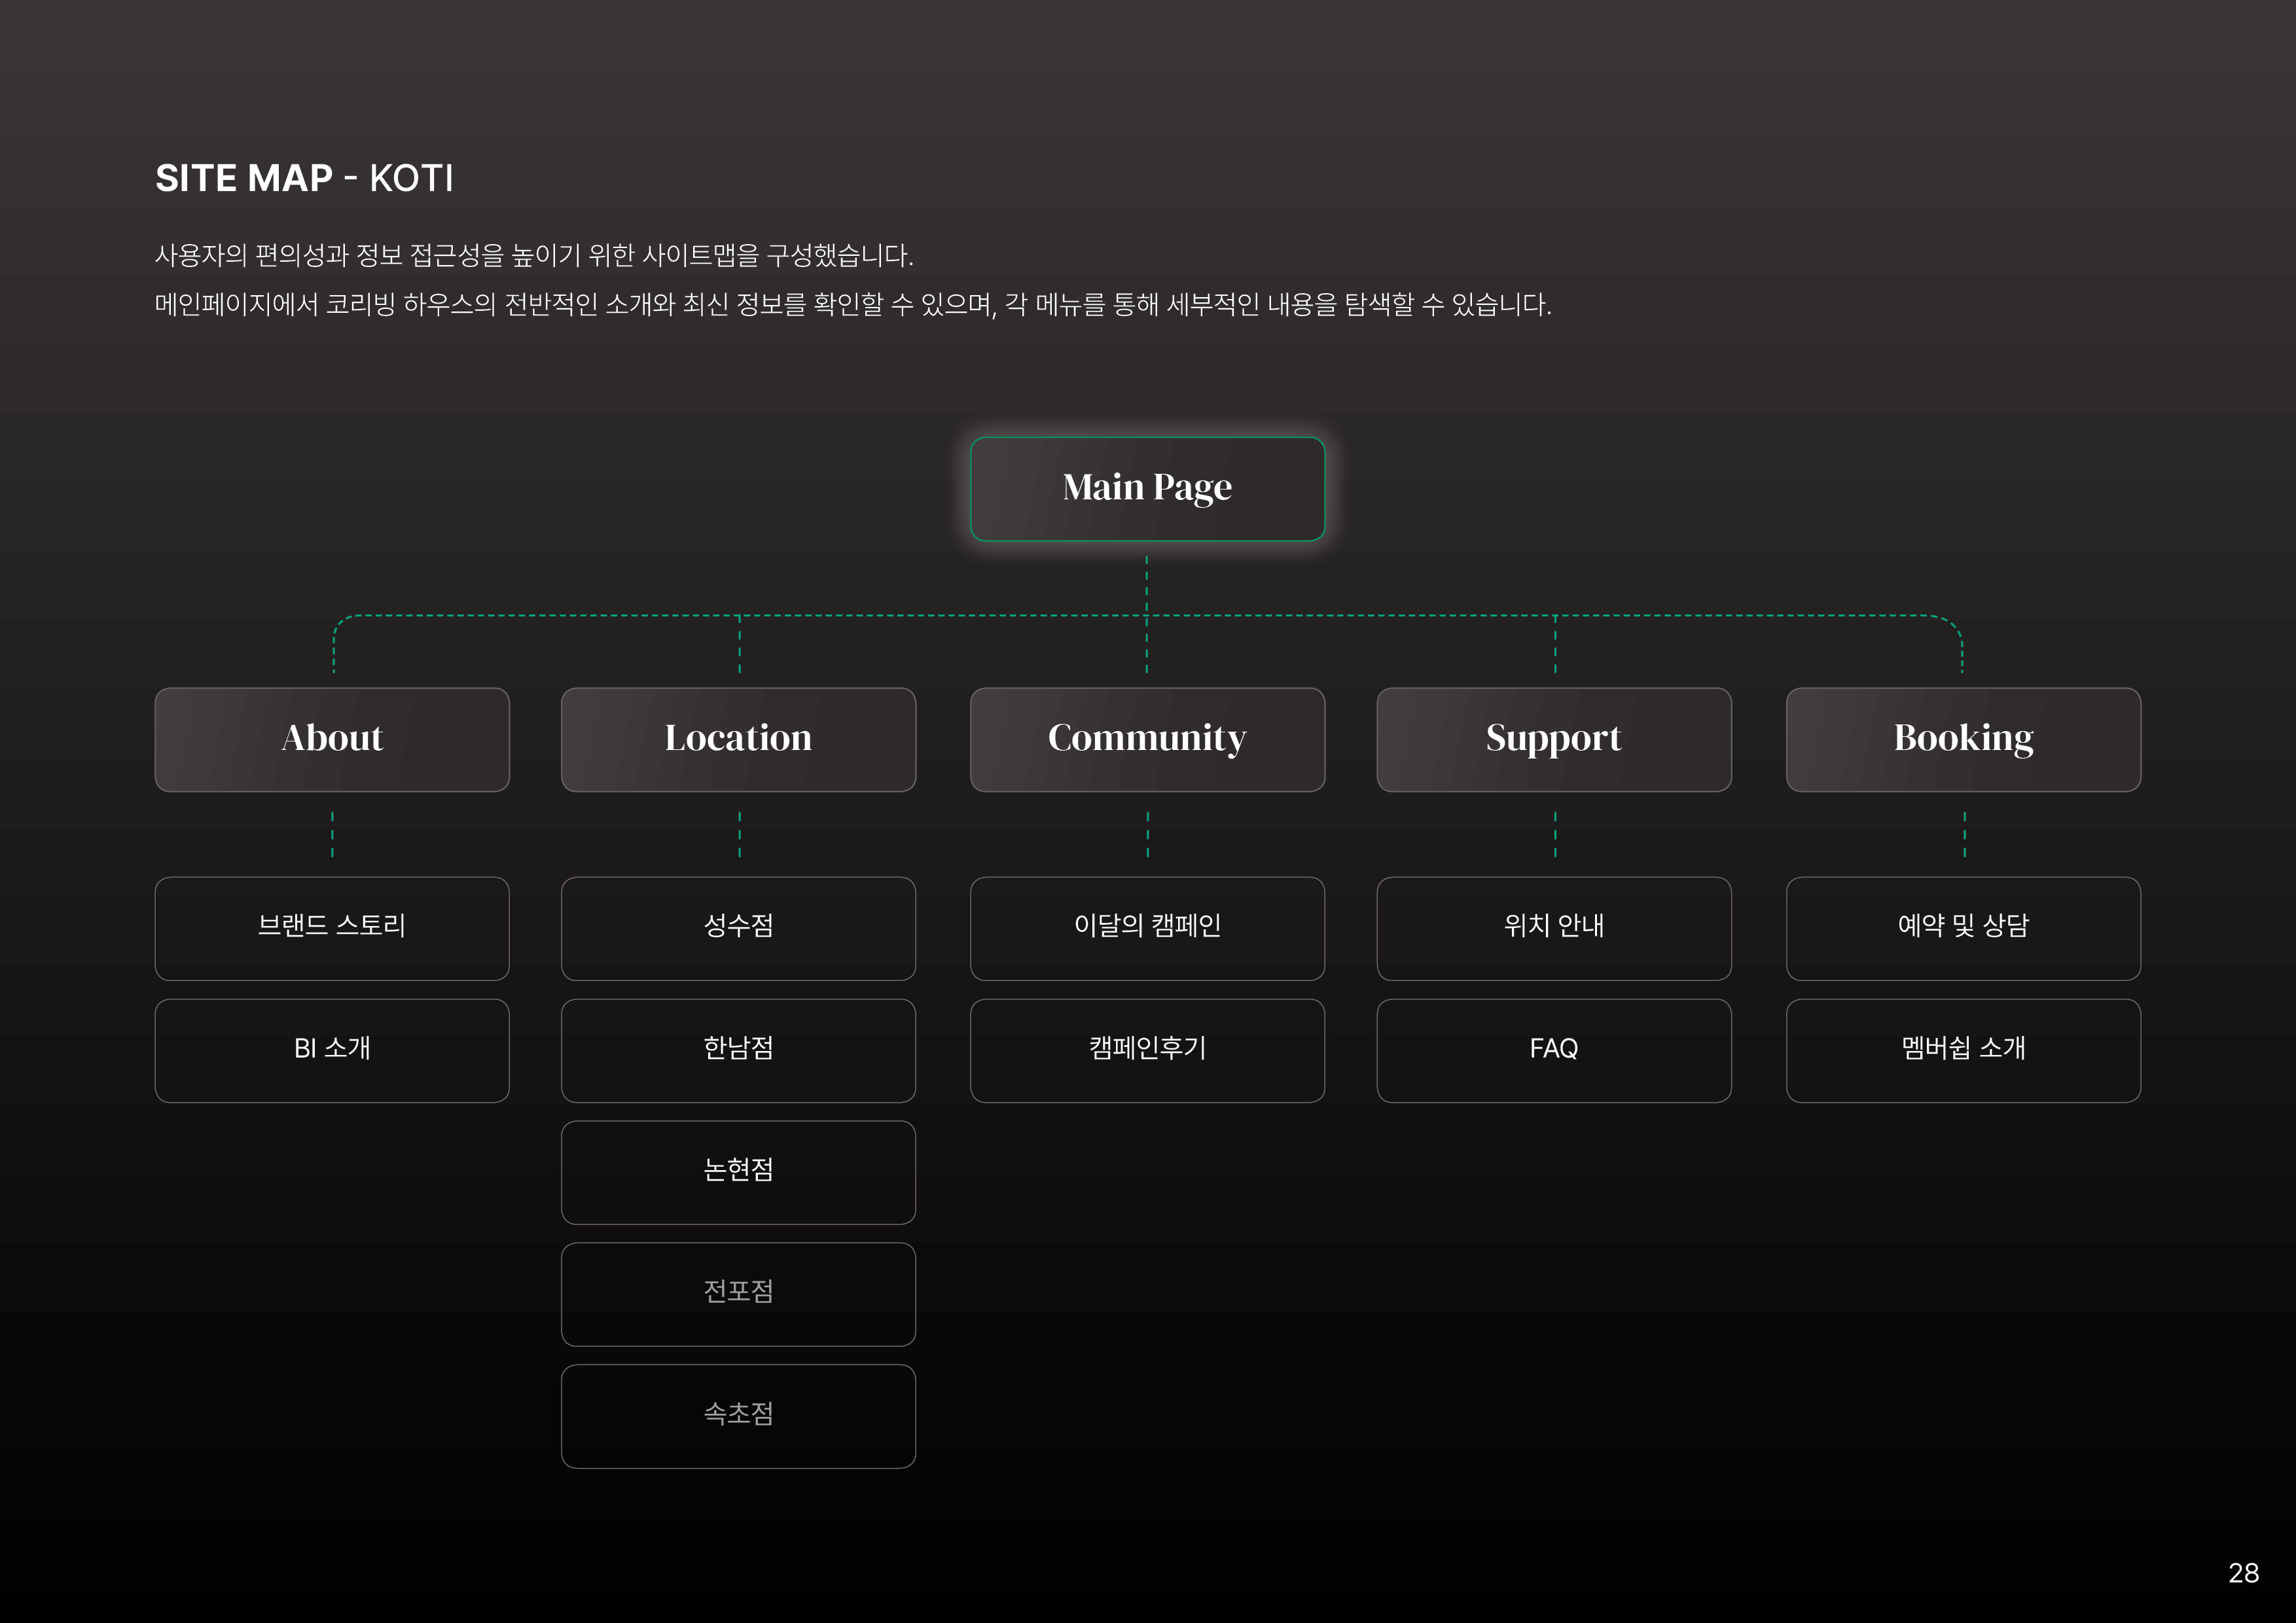 SITE MAP - KOTI
사용자의 편의성과 정보 접근성을 높이기 위한 사이트맵을 구성했습니다.
메인페이지에서 코리빙 하우스의 전반적인 소개와 최신 정보를 확인할 수 있으며, 각 메뉴를 통해 세부적인 내용을 탐색할 수 있습니다.
Main Page
About
Location
Community
Support
Booking
브랜드 스토리
성수점
이달의 캠페인
위치 안내
예약 및 상담
BI 소개
한남점
캠페인후기
FAQ
멤버쉽 소개
논현점
전포점
속초점
28